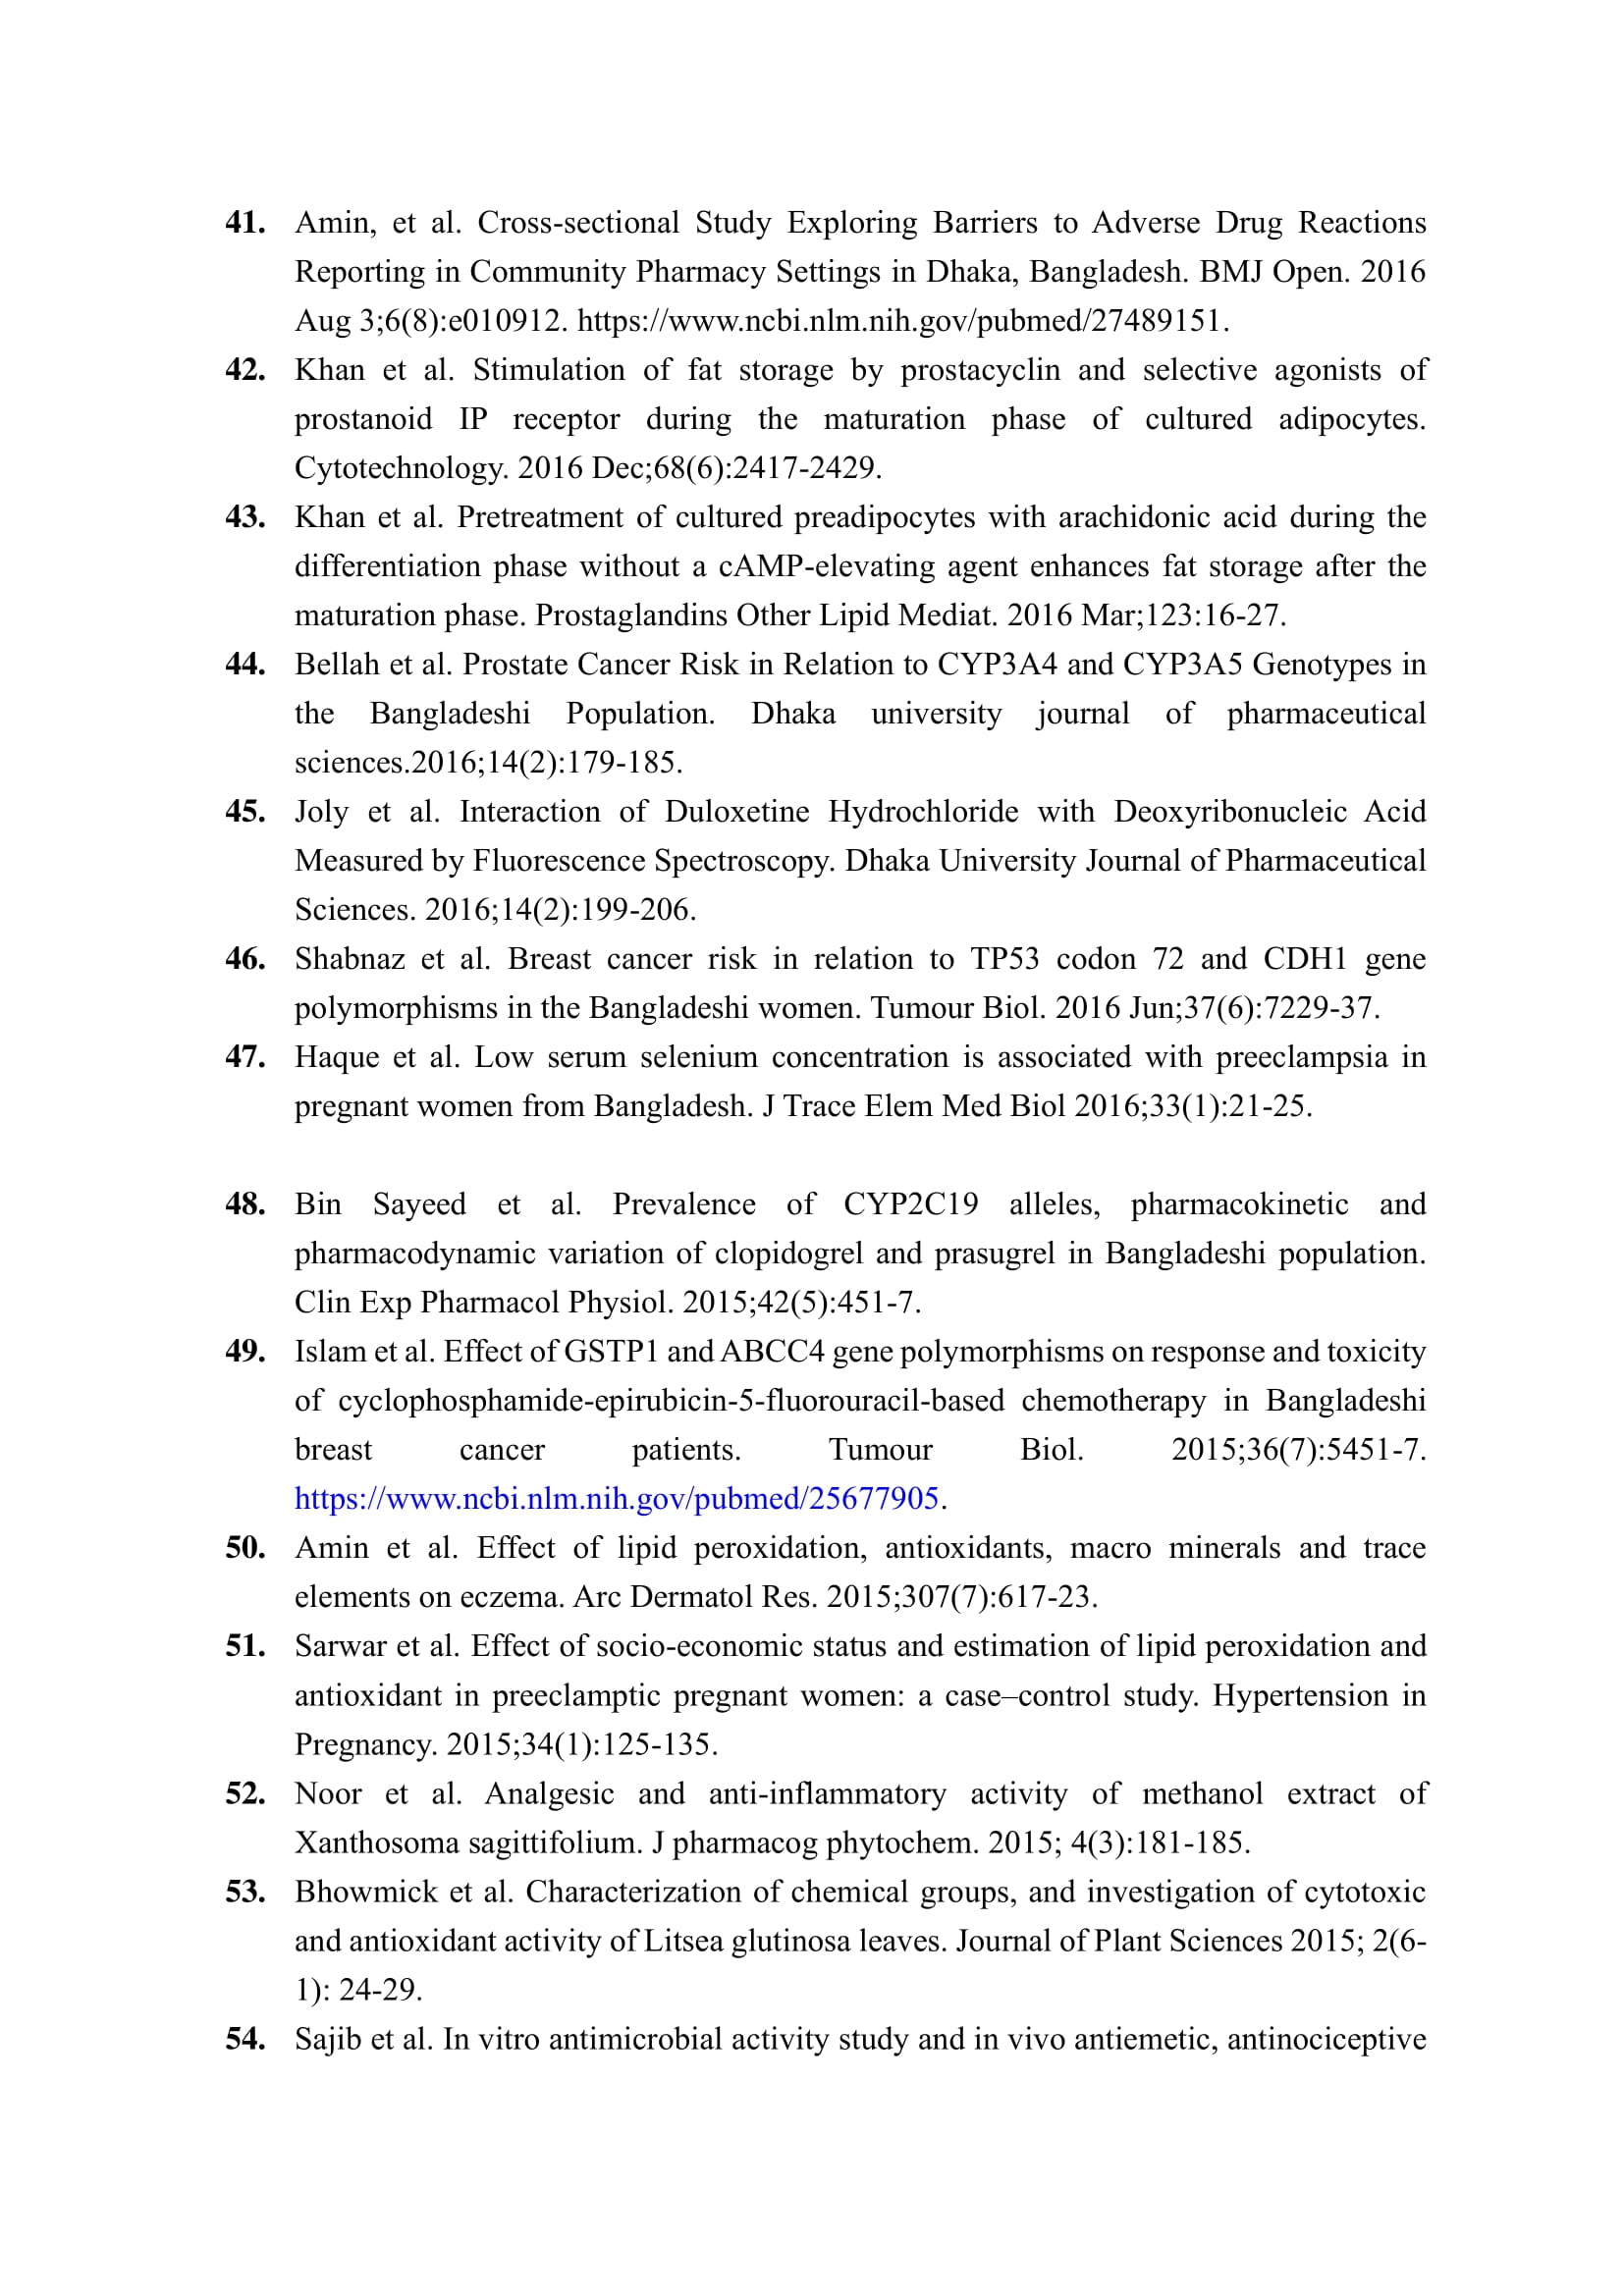 41. Amin, et al. Cross-sectional Study Exploring Barriers to Adverse Drug Reactions
Reporting in Community Pharmacy Settings in Dhaka, Bangladesh. BMJ Open. 2016
Aug 3;6(8):e010912. https://www.ncbi.nlm.nih.gov/pubmed/27489151.
42. Khan et al. Stimulation of fat storage by prostacyclin and selective agonists of
prostanoid IP receptor during the maturation phase of cultured adipocytes.
Cytotechnology. 2016 Dec;68(6):2417-2429.
43. Khan et al. Pretreatment of cultured preadipocytes with arachidonic acid during the
differentiation phase without a cAMP-elevating agent enhances fat storage after the
maturation phase. Prostaglandins Other Lipid Mediat. 2016 Mar;123:16-27.
44. Bellah et al. Prostate Cancer Risk in Relation to CYP3A4 and CYP3A5 Genotypes in
the Bangladeshi Population. Dhaka university journal of pharmaceutical
sciences.2016;14(2):179-185.
45. Joly et al. Interaction of Duloxetine Hydrochloride with Deoxyribonucleic Acid
Measured by Fluorescence Spectroscopy. Dhaka University Journal of Pharmaceutical
Sciences. 2016;14(2):199-206.
46. Shabnaz et al. Breast cancer risk in relation to TP53 codon 72 and CDH1 gene
polymorphisms in the Bangladeshi women. Tumour Biol. 2016 Jun;37(6):7229-37.
47. Haque et al. Low serum selenium concentration is associated with preeclampsia in
pregnant women from Bangladesh. J Trace Elem Med Biol 2016;33(1):21-25.
48. Bin Sayeed et al. Prevalence of CYP2C19 alleles, pharmacokinetic and
pharmacodynamic variation of clopidogrel and prasugrel in Bangladeshi population.
Clin Exp Pharmacol Physiol. 2015;42(5):451-7.
49. Islam et al. Effect of GSTP1 and ABCC4 gene polymorphisms on response and toxicity
of cyclophosphamide-epirubicin-5-fluorouracil-based chemotherapy in Bangladeshi
breast cancer patients. Tumour Biol. 2015;36(7):5451-7.
https://www.ncbi.nlm.nih.gov/pubmed/25677905.
50. Amin et al. Effect of lipid peroxidation, antioxidants, macro minerals and trace
elements on eczema. Arc Dermatol Res. 2015;307(7):617-23.
51. Sarwar et al. Effect of socio-economic status and estimation of lipid peroxidation and
antioxidant in preeclamptic pregnant women: a case–control study. Hypertension in
Pregnancy. 2015;34(1):125-135.
52. Noor et al. Analgesic and anti-inflammatory activity of methanol extract of
Xanthosoma sagittifolium. J pharmacog phytochem. 2015; 4(3):181-185.
53. Bhowmick et al. Characterization of chemical groups, and investigation of cytotoxic
and antioxidant activity of Litsea glutinosa leaves. Journal of Plant Sciences 2015; 2(6-
1): 24-29.
54. Sajib et al. In vitro antimicrobial activity study and in vivo antiemetic, antinociceptive